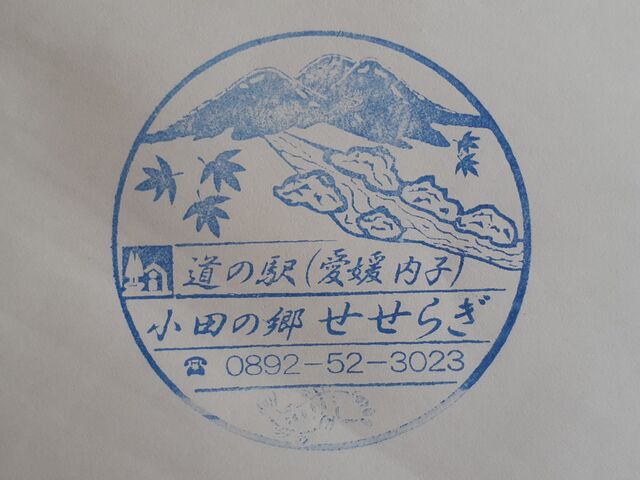 道の駅(愛媛内子)
小田の郷 せせらぎ
☎ 0892-52-3023